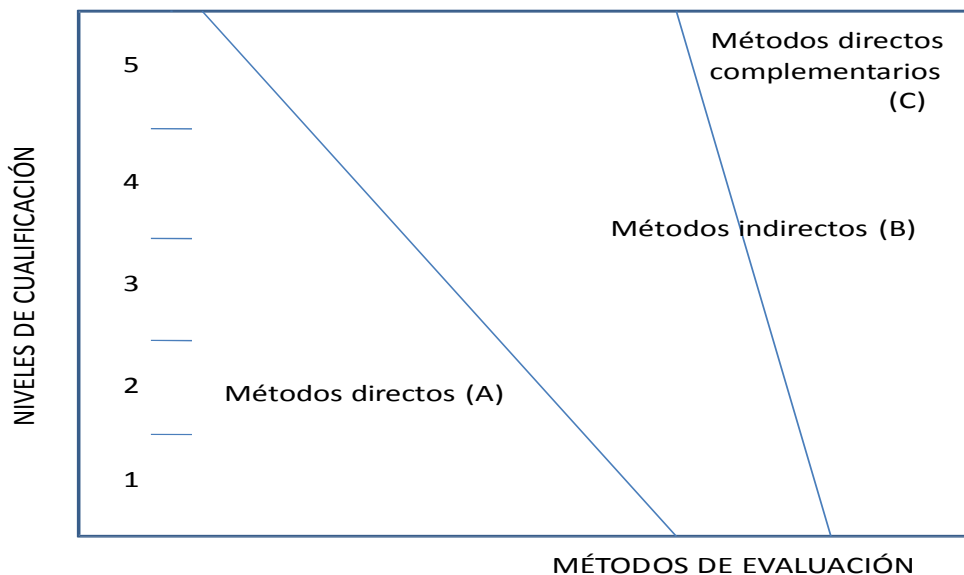 NIVELES DE CUALIFICACIÓN
5
4
3
2
1
Métodos directos
complementarios
(C)
Métodos indirectos (B)
Métodos directos (A)
MÉTODOS DE EVALUACIÓN